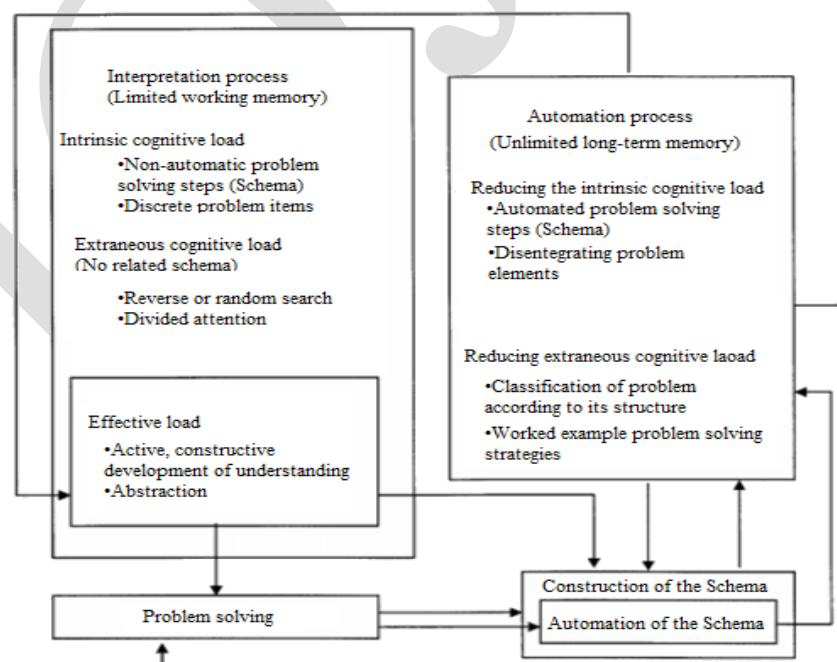 Interpretation process
(Limited working memory)
Intrinsic cognitive load
•Non-automatic problem
solving steps (Schema)
•Discrete problem items
Extraneous cognitive load
(No related schema)
•Reverse or random search
•Divided attention
Effective load
•Active, constructive
development of understanding
•Abstraction
Automation process
(Unlimited long-term memory)
Reducing the intrinsic cognitive load
•Automated problem solving
steps (Schema)
•Disentegrating problem
elements
Reducing extraneous cognitive laoad
•Classification of problem
according to its structure
•Worked example problem solving
strategies
Problem solving
Construction of the Schema
Automation of the Schema